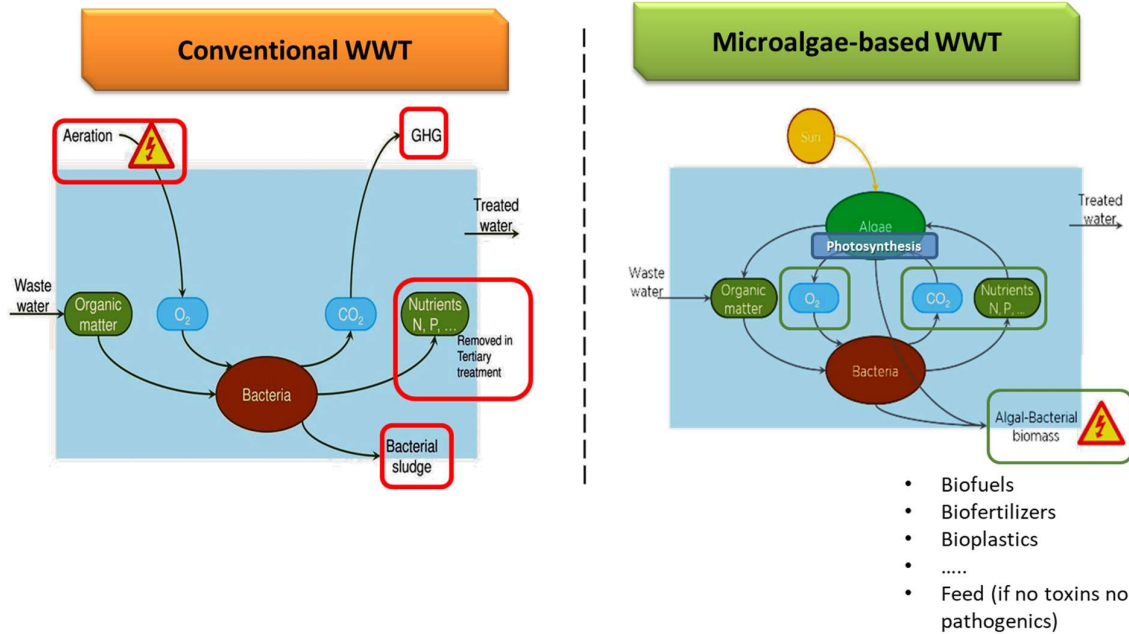 Conventional WWT
Aeration
GHG
Treated
water
Waste
water
Organic
matter
O₂
CO₂
Nutrients
N, P, ...
Removed in
Tertiary
treatment
Bacteria
Bacterial
sludge
Microalgae-based WWT
Sun
Algae
Photosynthesis
Treated
water
Waste
water
Organic
matter
O₂
CO₂
Nutrients
N, P, ...
Bacteria
Algal-Bacterial
biomass
• Biofuels
• Biofertilizers
• Bioplastics
• .....
• Feed (if no toxins no
pathogenics)